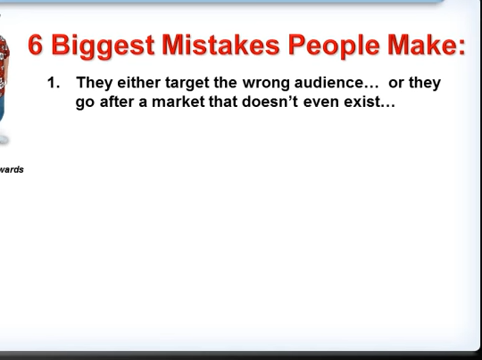 6 Biggest Mistakes People Make:
1. They either target the wrong audience… or they
go after a market that doesn't even exist…
wards